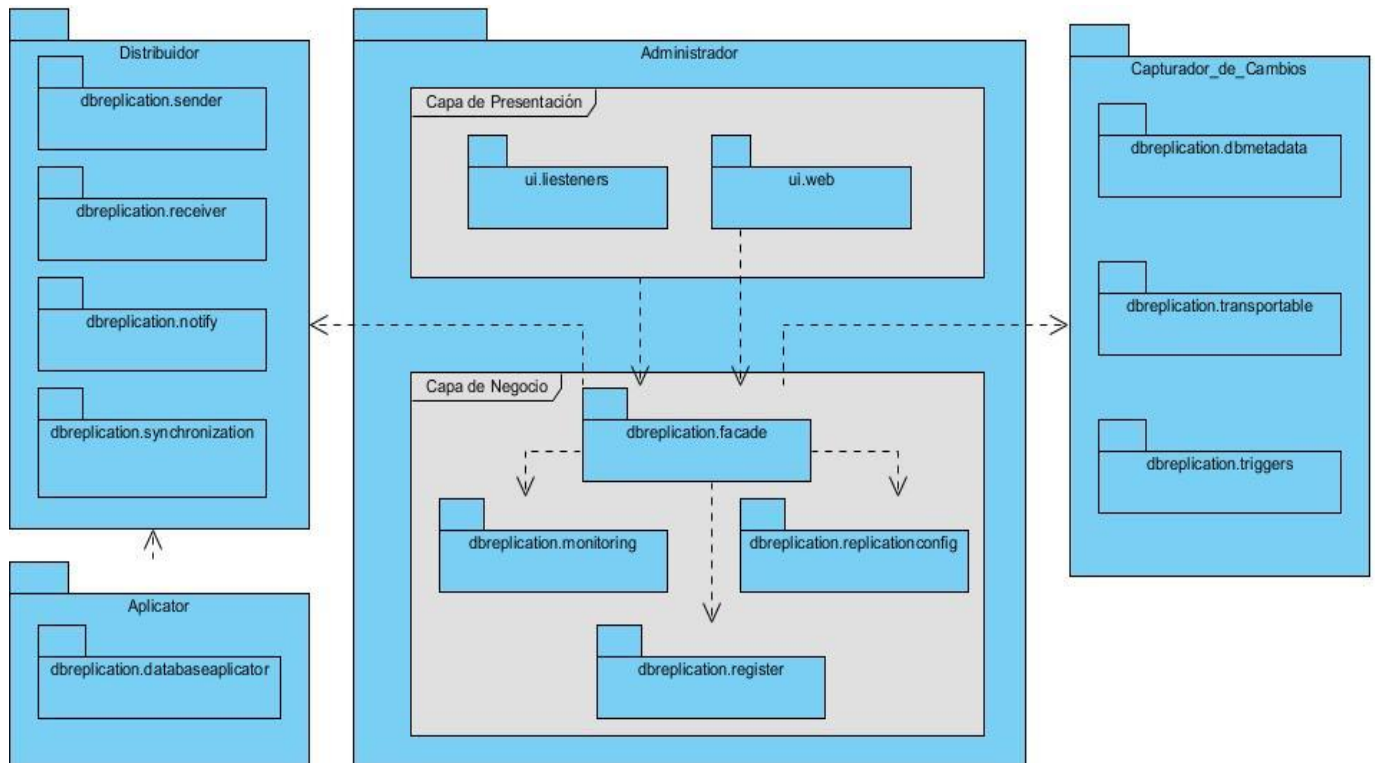 Distribuidor
dbreplication.sender
dbreplication.receiver
dbreplication.notify
dbreplication.synchronization
Aplicator
dbreplication.databaseaplicator
Administrador
Capa de Presentación
ui.liesteners
ui.web
Capa de Negocio
dbreplication.facade
dbreplication.monitoring
dbreplication.replicationconfig
dbreplication.register
Capturador_de_Cambios
dbreplication.dbmetadata
dbreplication.transportable
dbreplication.triggers